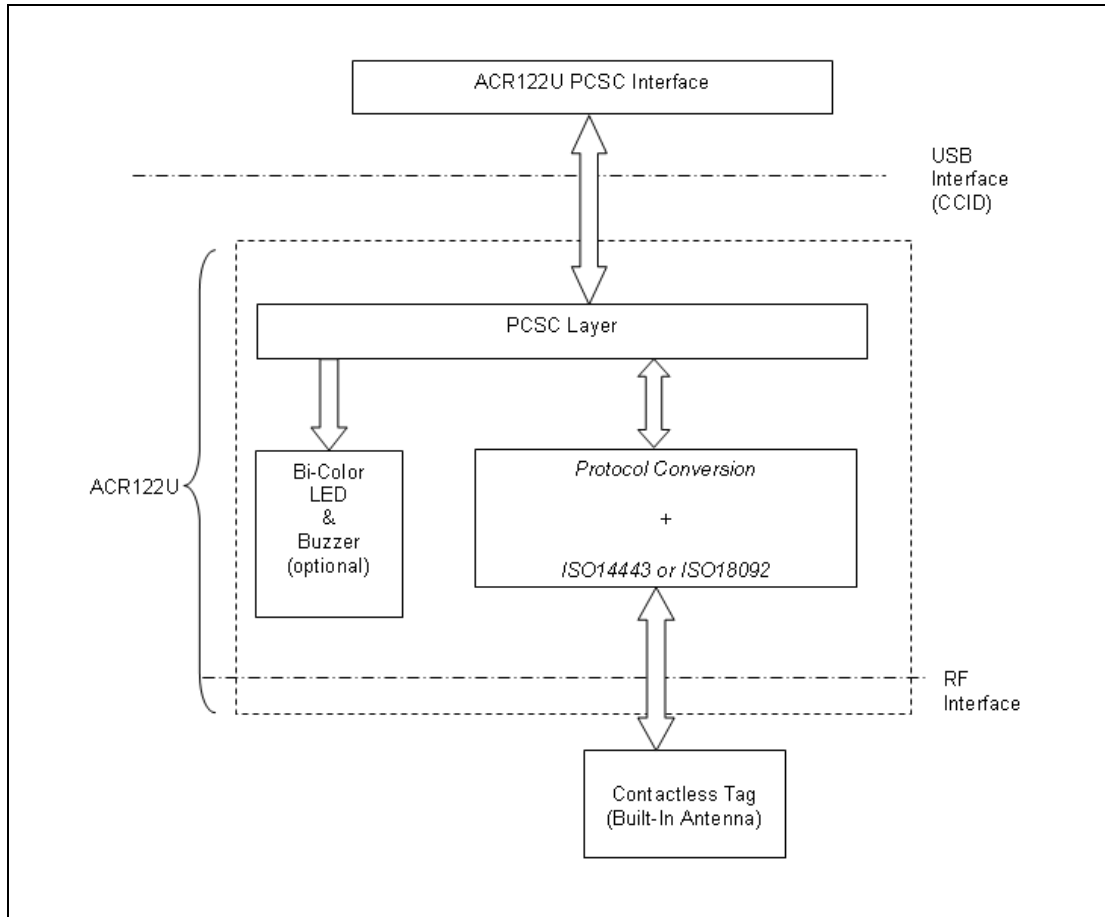 ACR122U PCSC Interface
USB
Interface
(CCID)
PCSC Layer
ACR122U
Bi-Color
LED
&
Buzzer
(optional)
Protocol Conversion
+
ISO14443 or ISO18092
RF
Interface
Contactless Tag
(Built-In Antenna)